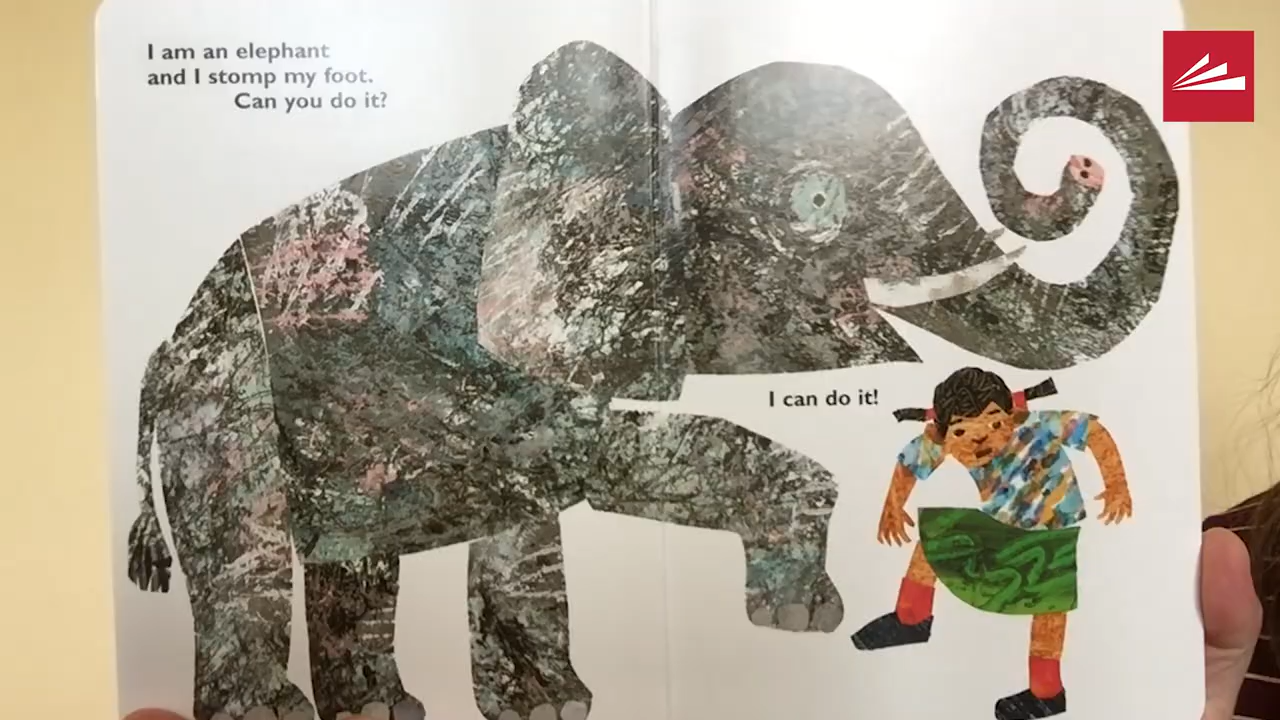 I am an elephant
and I stomp my foot.
Can you do it?
I can do it!